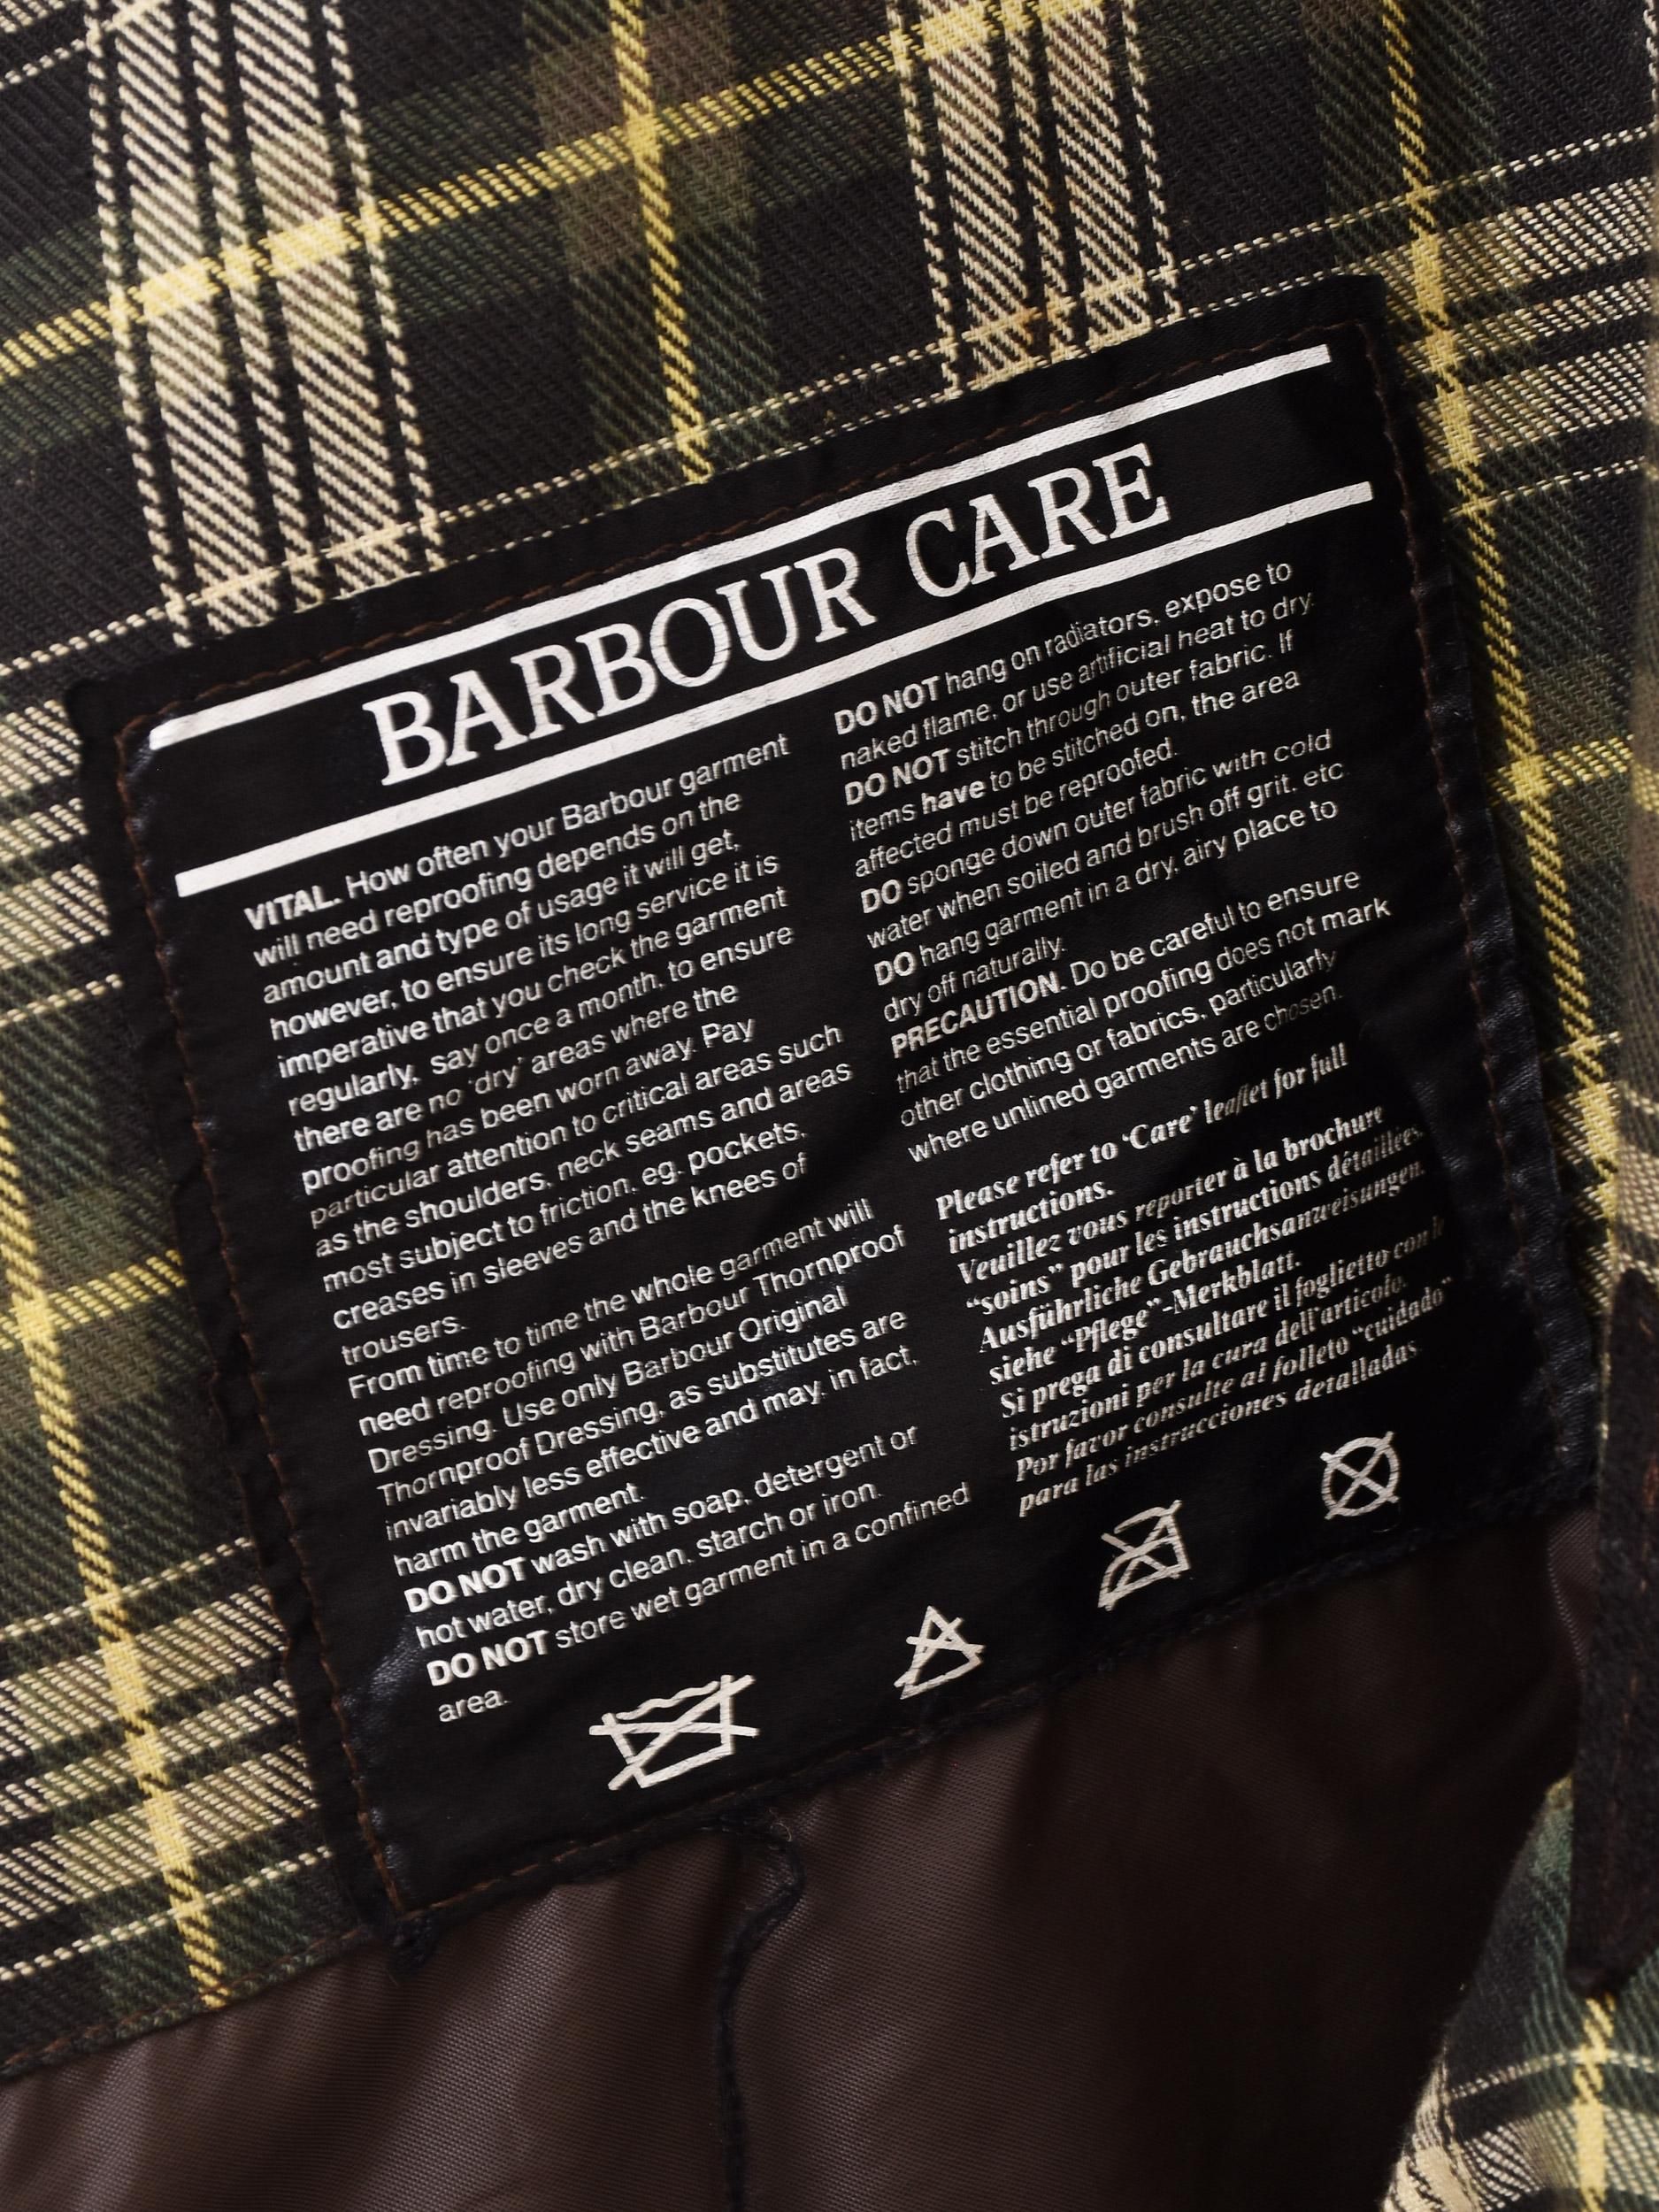 BARBOUR CARE
VITAL. How often your Barbour garment
will need reproofing depends on the
amount and type of usage it will get,
however, to ensure its long service it is
imperative that you check the garment
regularly, say once a month, to ensure
there are no 'dry' areas where the
proofing has been worn away. Pay
particular attention to critical areas such
as the shoulders, neck seams and areas
most subject to friction, eg. pockets,
creases in sleeves and the knees of
trousers.
From time to time the whole garment will
need reproofing with Barbour Thornproof
Dressing. Use only Barbour Original
Thornproof Dressing, as substitutes are
invariably less effective and may, in fact,
harm the garment.
DO NOT wash with soap, detergent or
hot water, dry clean, starch or iron.
DO NOT store wet garment in a confined
area.
DO NOT hang on radiators, expose to
naked flame, or use artificial heat to dry.
DO NOT stitch through outer fabric. If
items have to be stitched on, the area
affected must be reproofed.
DO sponge down outer fabric with cold
water when soiled and brush off grit, etc.
DO hang garment in a dry, airy place to
dry off naturally.
PRECAUTION. Do be careful to ensure
that the essential proofing does not mark
other clothing or fabrics, particularly
where unlined garments are chosen.
Please refer to 'Care' leaflet for full
instructions.
Veuillez vous reporter à la brochure
"soins" pour les instructions détaillées.
Ausführliche Gebrauchsanweisungen,
siehe "Pflege"-Merkblatt.
Si prega di consultare il foglietto con le
istruzioni per la cura dell'articolo.
Por favor consulte al folleto "cuidado"
para las instrucciones detalladas.